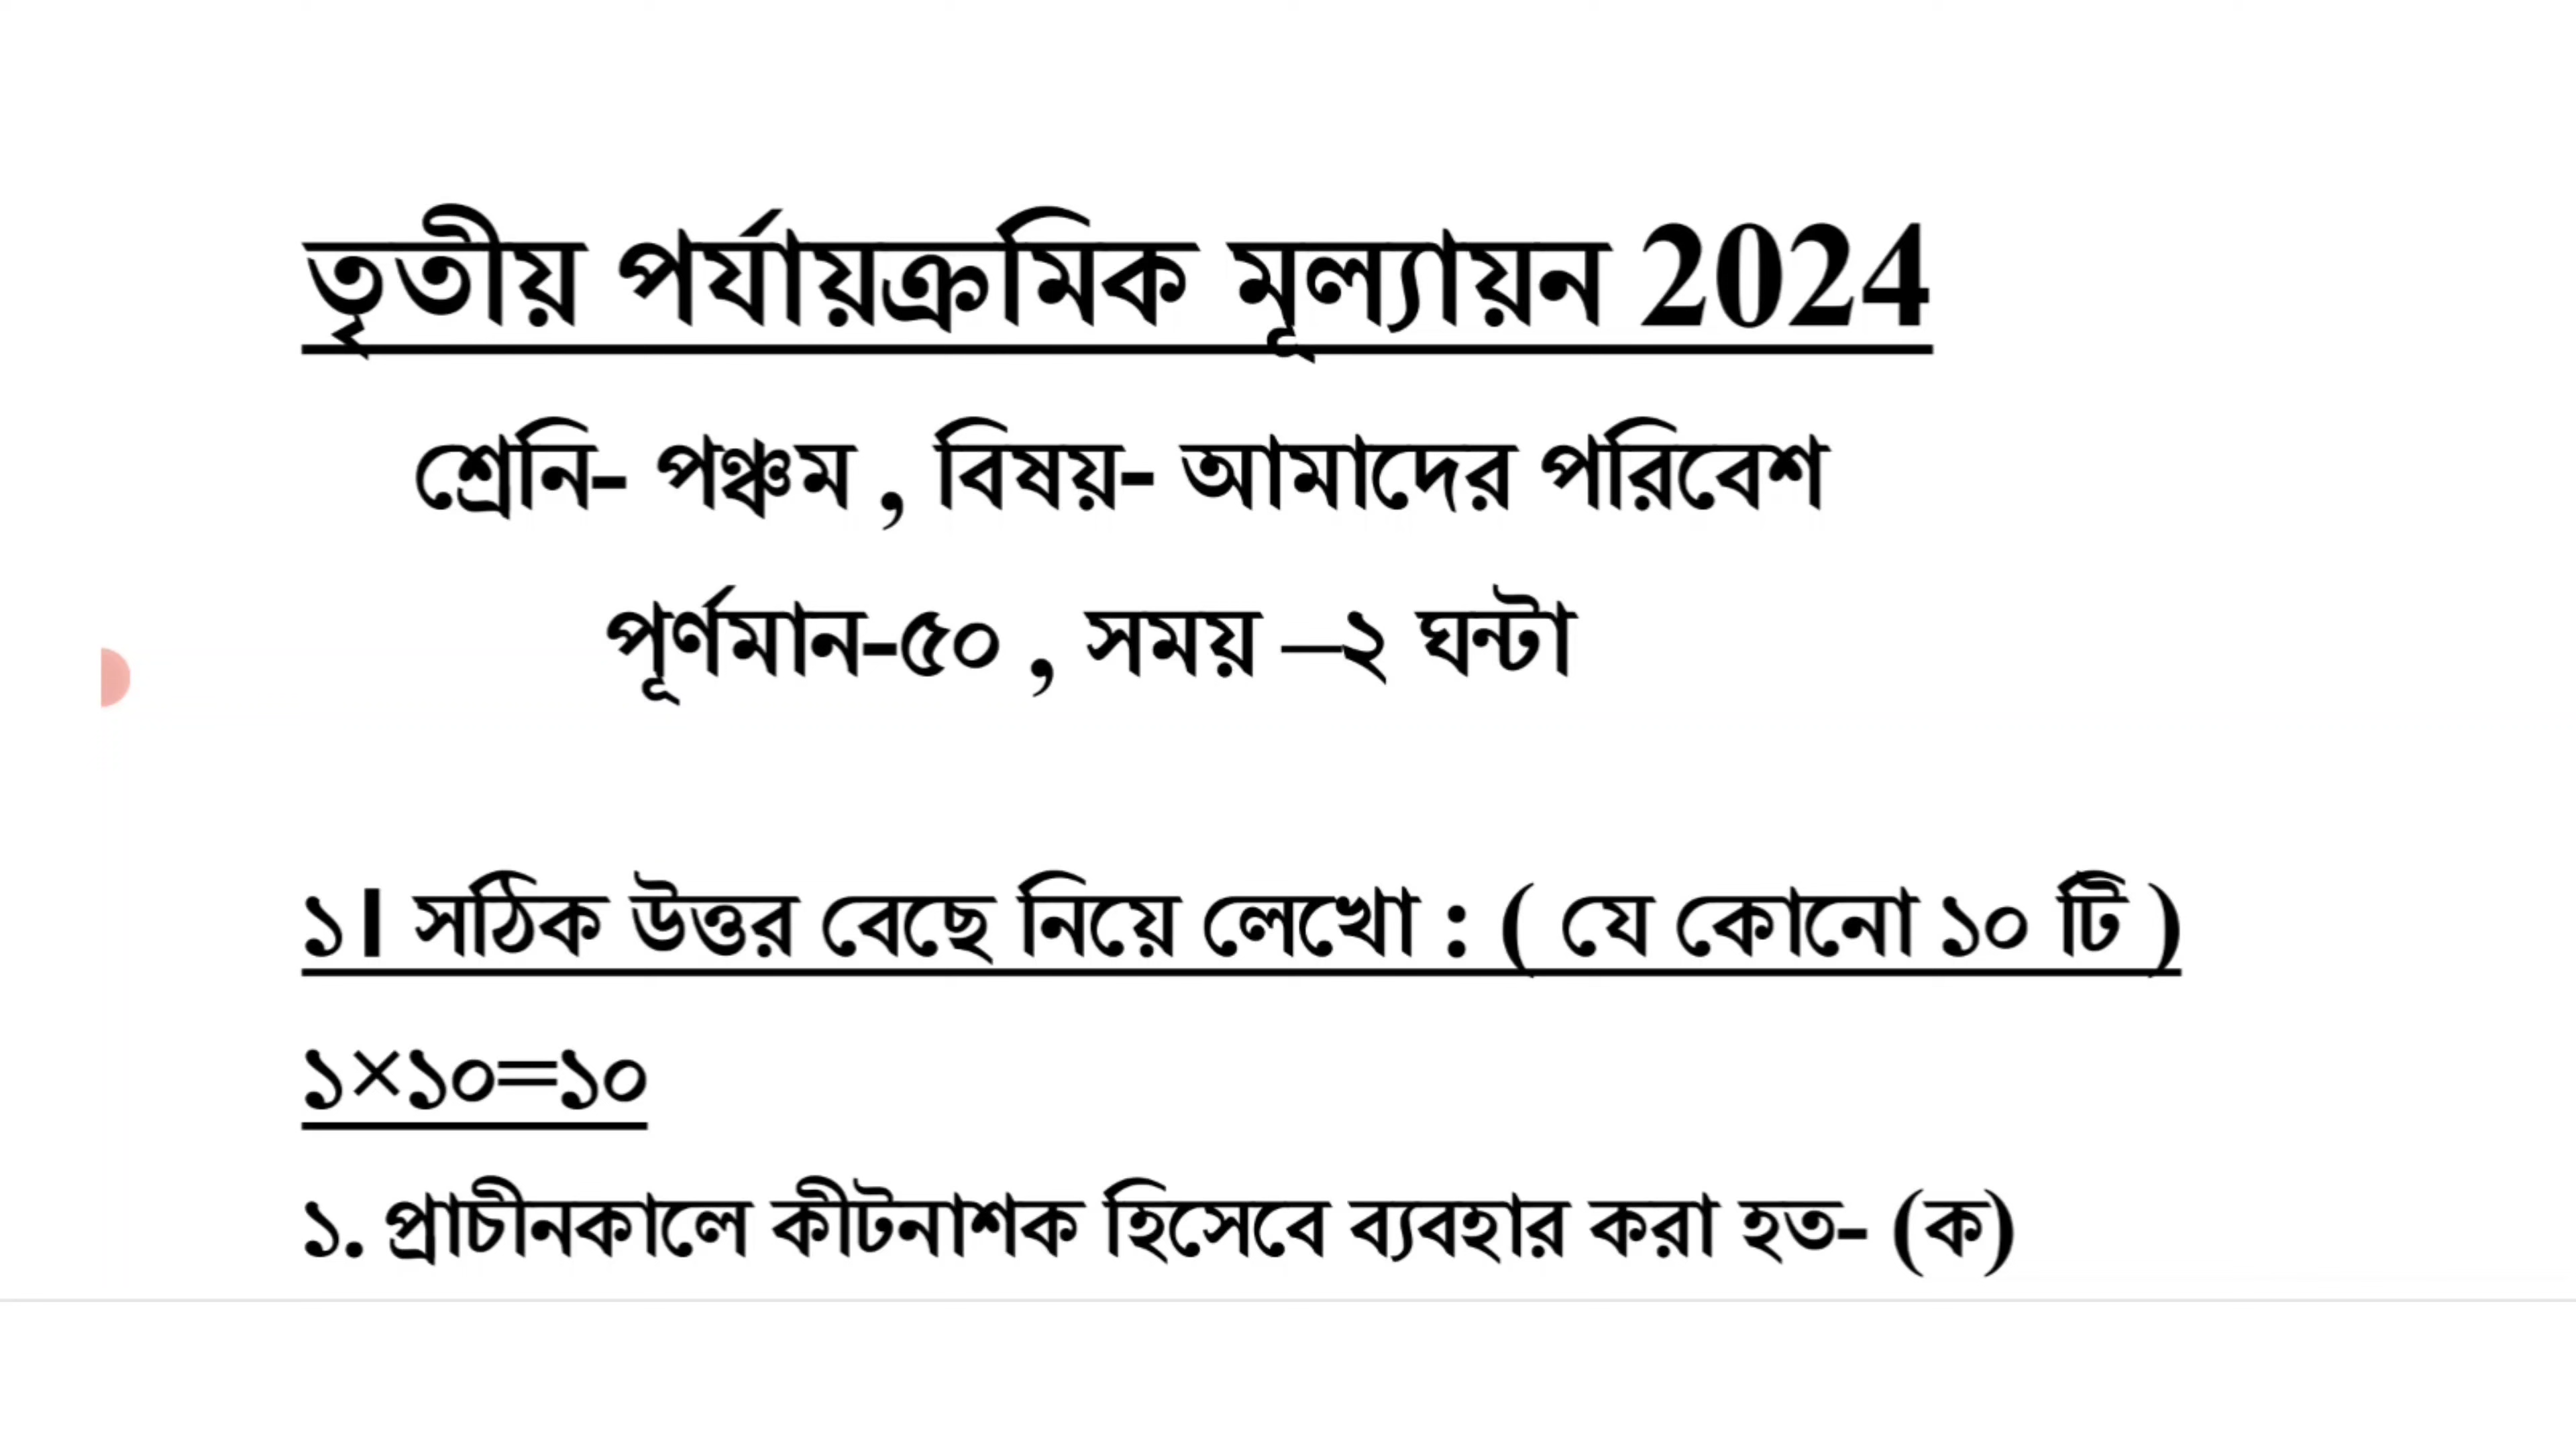 তৃতীয় পর্যায়ক্রমিক মূল্যায়ন 2024
শ্রেনি- পঞ্চম , বিষয়- আমাদের পরিবেশ
পূর্ণমান-৫০ , সময় –২ ঘন্টা
১। সঠিক উত্তর বেছে নিয়ে লেখো : ( যে কোনো ১০ টি )
১×১০=১০
১. প্রাচীনকালে কীটনাশক হিসেবে ব্যবহার করা হত- (ক)